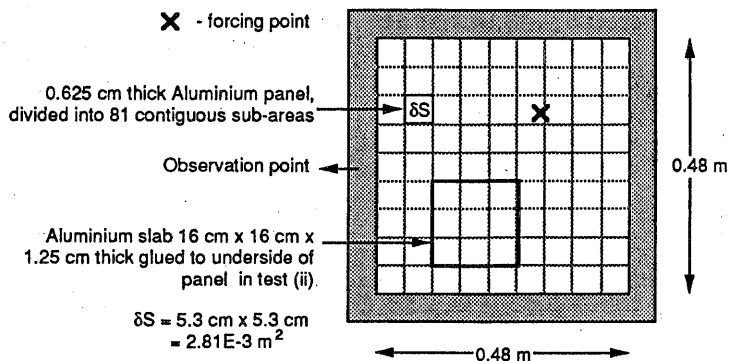 X - forcing point
0.625 cm thick Aluminium panel,
divided into 81 contiguous sub-areas
δS
Observation point
0.48 m
Aluminium slab 16 cm x 16 cm x
1.25 cm thick glued to underside of
panel in test (ii)
δS = 5.3 cm x 5.3 cm
= 2.81E-3 m²
0.48 m